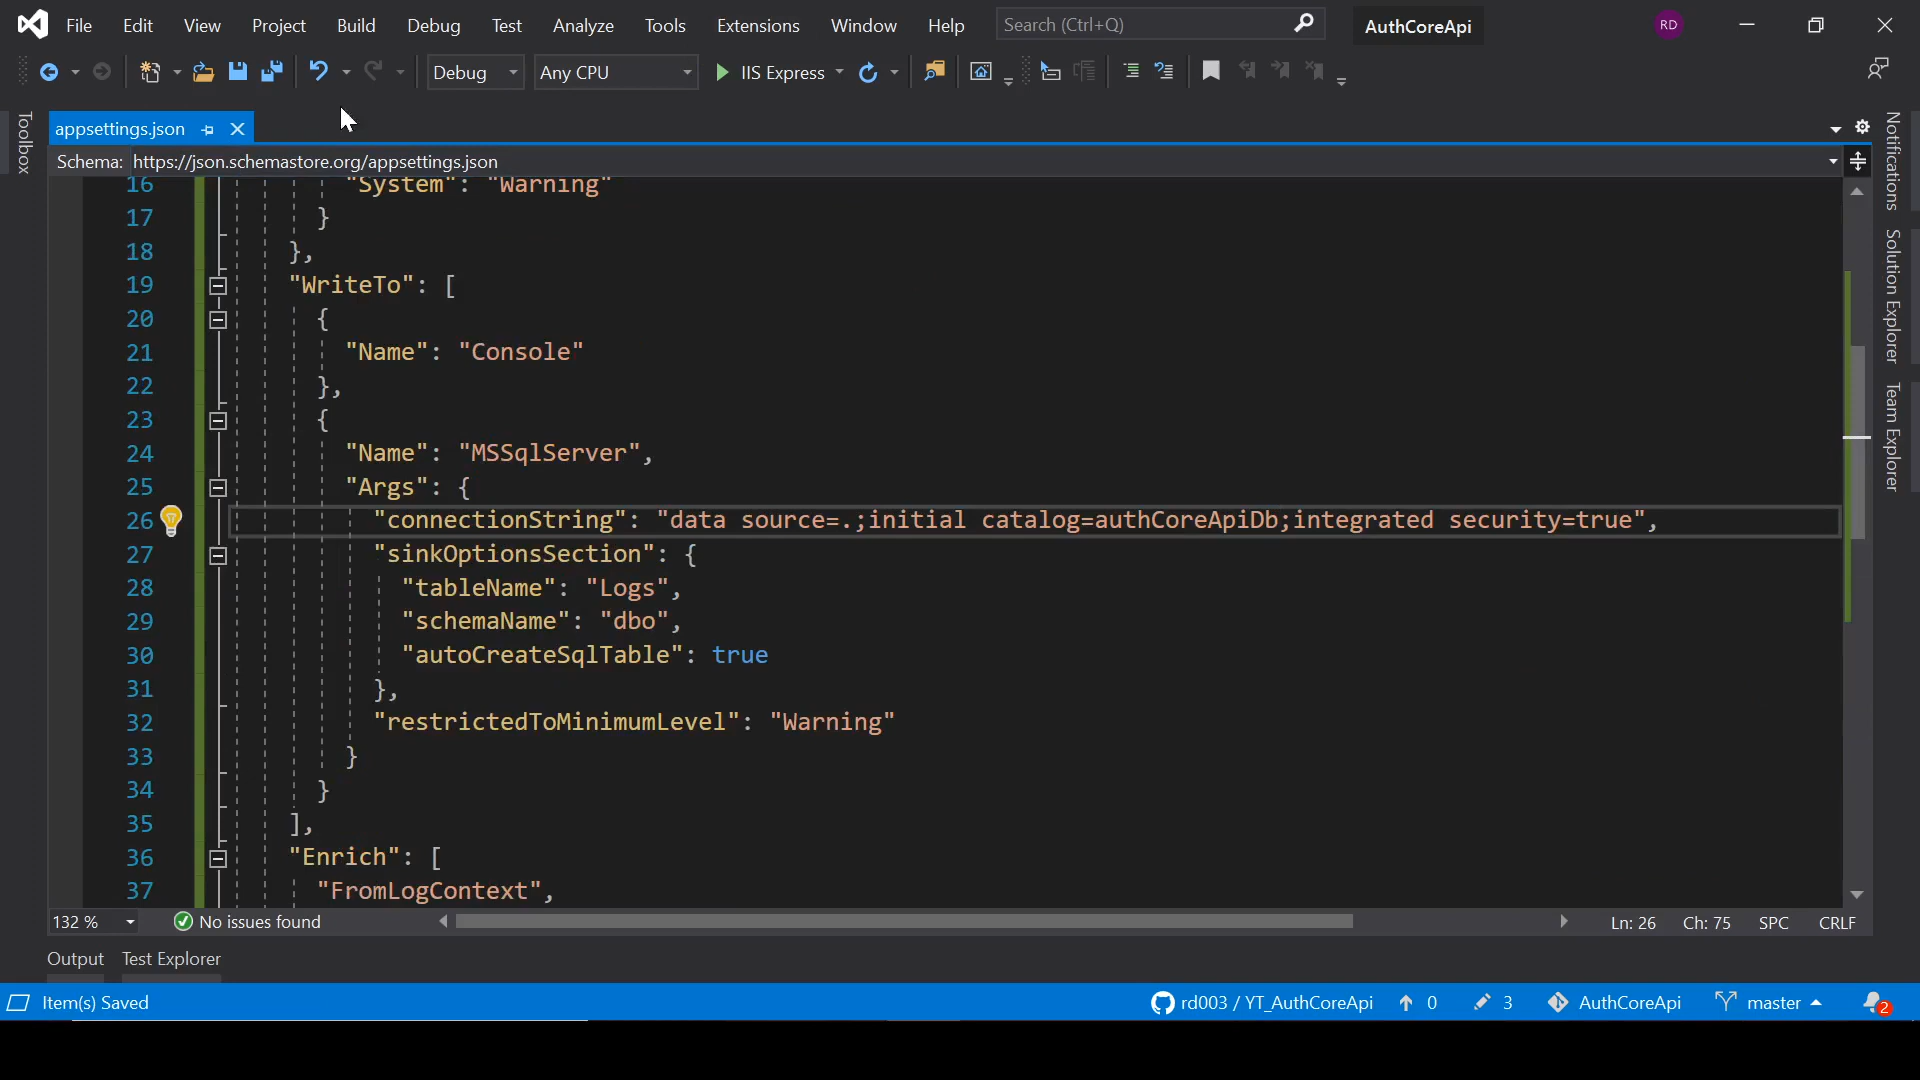 File Edit View Project Build Debug Test Analyze Tools Extensions Window Help Search (Ctrl+Q) AuthCoreApi RD
Debug Any CPU IIS Express
Toolbox
appsettings.json
Schema: https://json.schemastore.org/appsettings.json
16 "System": "Warning"
17 }
18 },
19 "WriteTo": [
20 {
21 "Name": "Console"
22 },
23 {
24 "Name": "MSSqlServer",
25 "Args": {
26 "connectionString": "data source=.;initial catalog=authCoreApiDb;integrated security=true",
27 "sinkOptionsSection": {
28 "tableName": "Logs",
29 "schemaName": "dbo",
30 "autoCreateSqlTable": true
31 },
32 "restrictedToMinimumLevel": "Warning"
33 }
34 }
35 ],
36 "Enrich": [
37 "FromLogContext",
Notifications
Solution Explorer
Team Explorer
132 % No issues found Ln: 26 Ch: 75 SPC CRLF
Output Test Explorer
Item(s) Saved rd003 / YT_AuthCoreApi 0 3 AuthCoreApi master 2